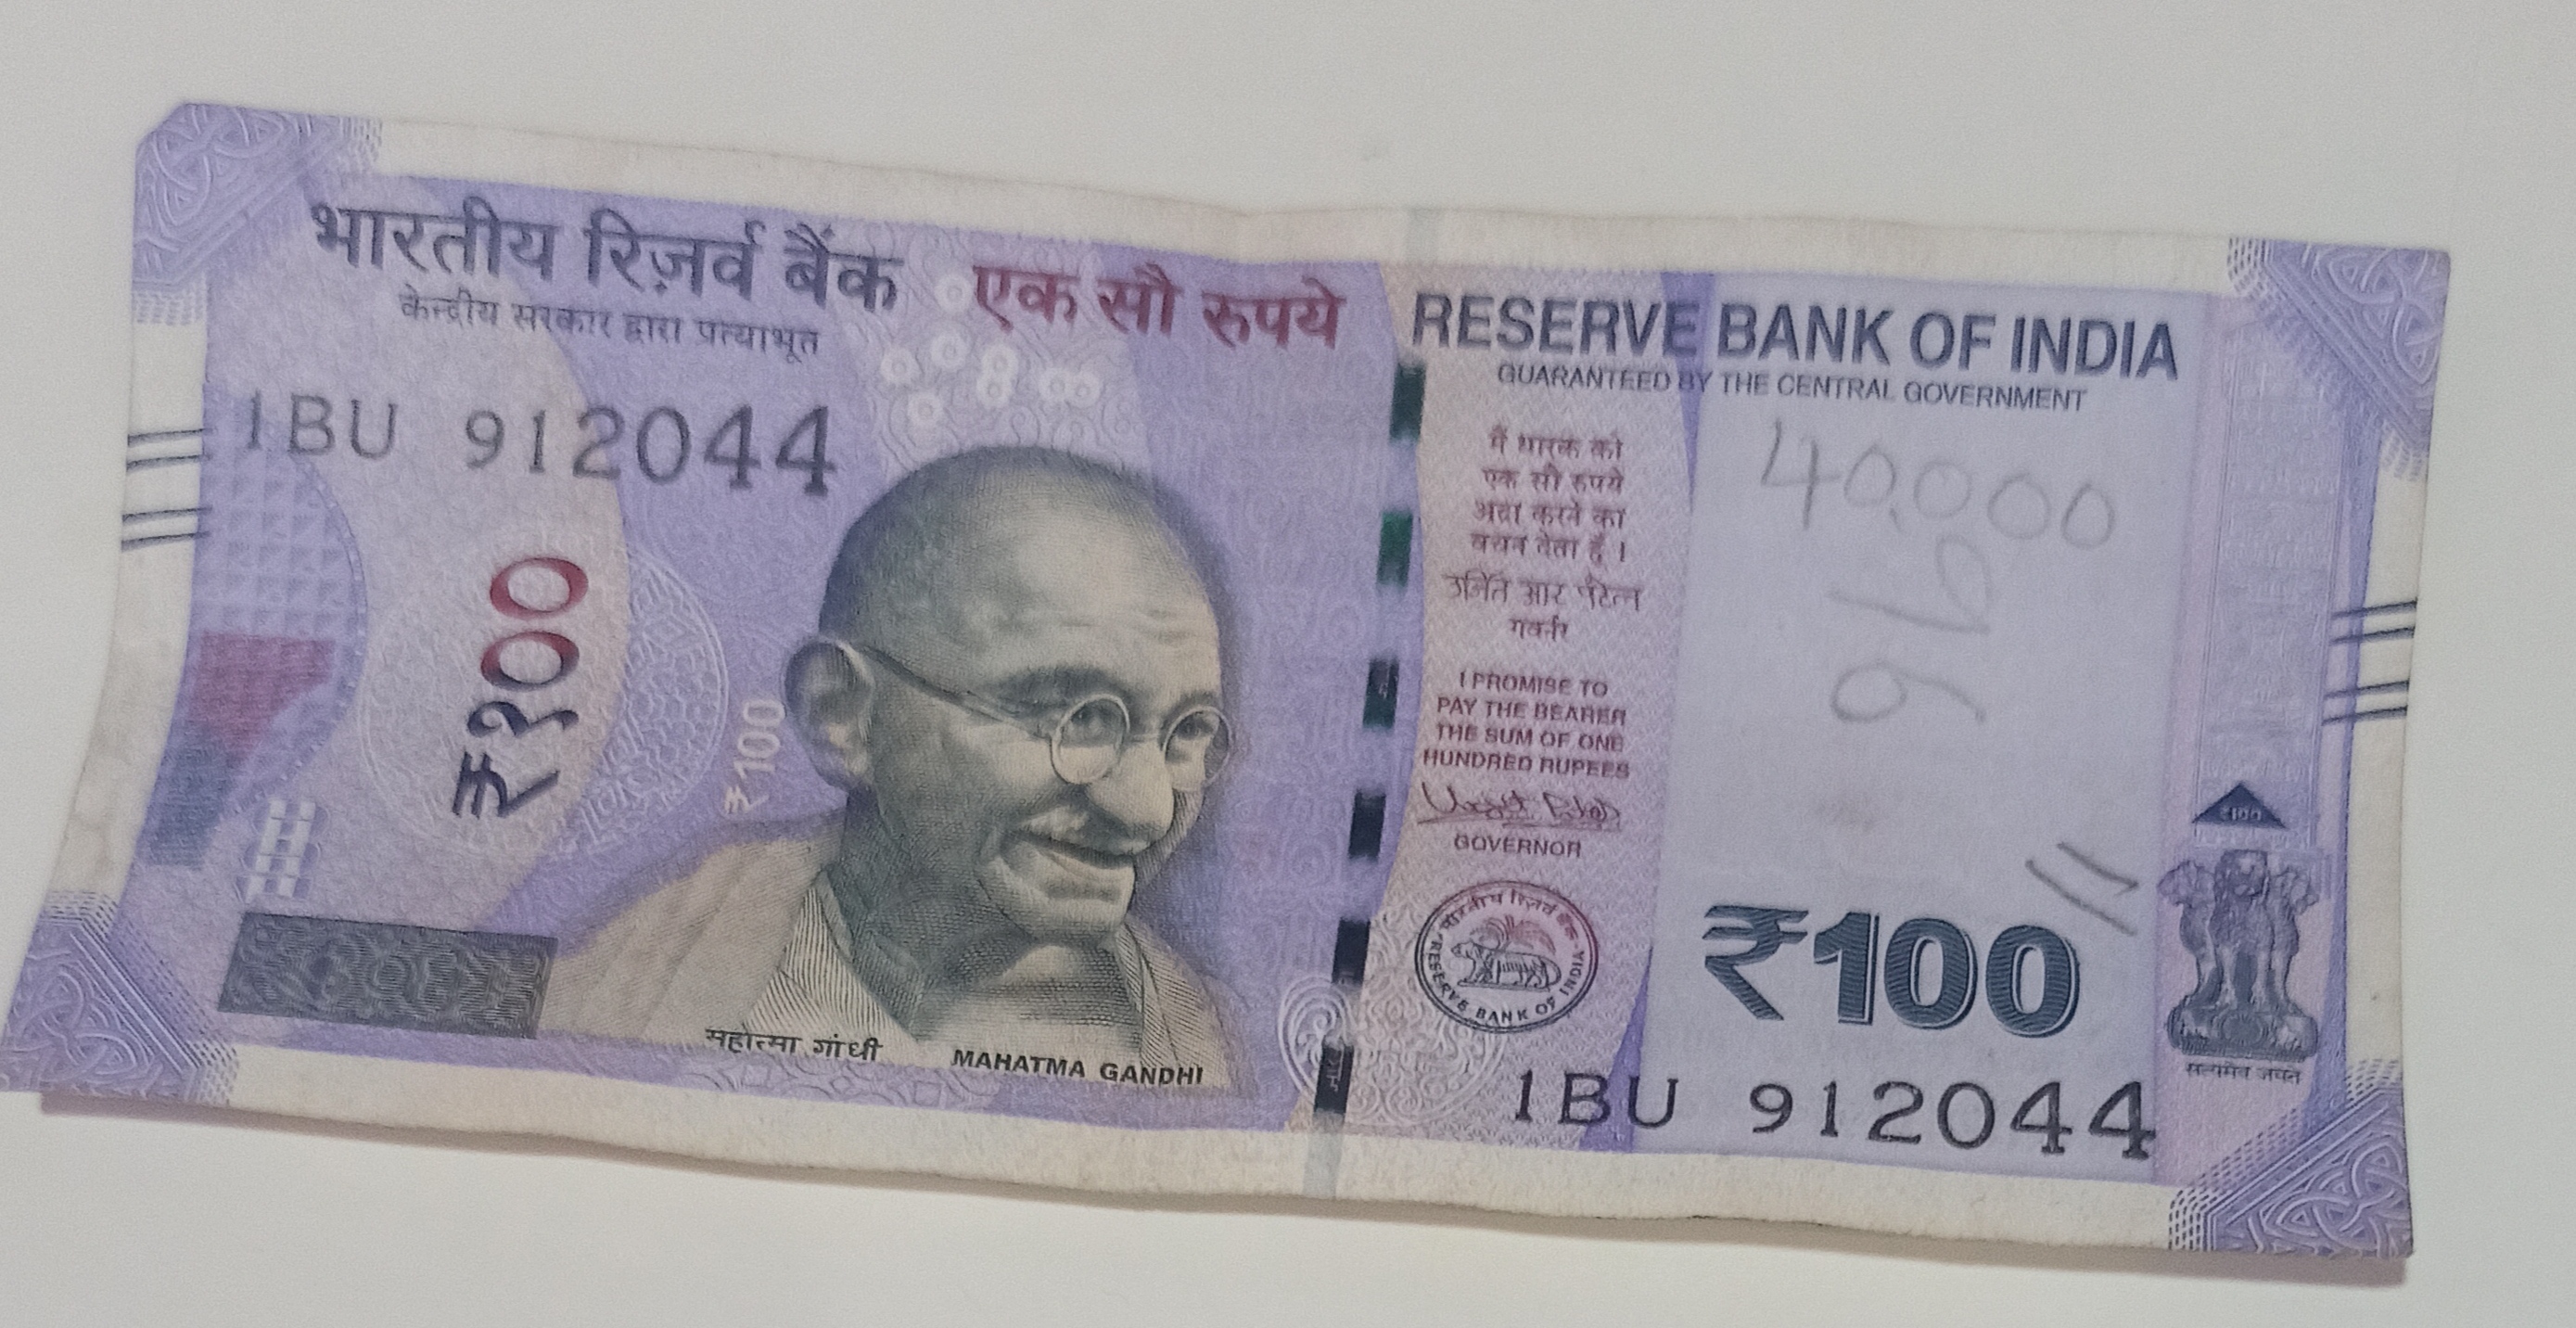 भारतीय रिज़र्व बैंक
केन्द्रीय सरकार द्वारा प्रत्याभूत
एक सौ रुपये
RESERVE BANK OF INDIA
GUARANTEED BY THE CENTRAL GOVERNMENT
1BU 912044
₹१००
₹100
मैं धारक को
एक सौ रुपये
अदा करने का
वचन देता हूँ ।
उर्जित आर पटेल
गवर्नर
I PROMISE TO
PAY THE BEARER
THE SUM OF ONE
HUNDRED RUPEES
GOVERNOR
भारतीय रिज़र्व बैंक
RESERVE BANK OF INDIA
40,000
₹100
₹100
सत्यमेव जयते
महात्मा गांधी
MAHATMA GANDHI
1BU 912044